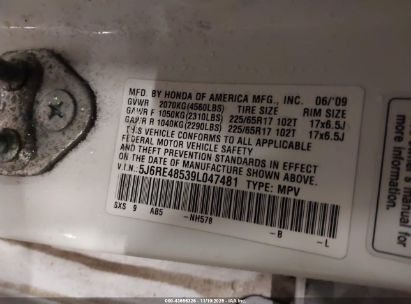 MFD. BY HONDA OF AMERICA MFG., INC. 06/'09
GVWR 2070KG(4560LBS) TIRE SIZE RIM SIZE
GAWR F 1050KG(2310LBS) 225/65R17 102T 17x6.5J
GAWR R 1040KG(2290LBS) 225/65R17 102T 17x6.5J
THIS VEHICLE CONFORMS TO ALL APPLICABLE
FEDERAL MOTOR VEHICLE SAFETY
AND THEFT PREVENTION STANDARDS IN EFFECT
ON THE DATE OF MANUFACTURE SHOWN ABOVE.
V.I.N.: 5J6RE48539L047481 TYPE: MPV
SXS 9 AB5 -NH578 -B -L
MANUAL